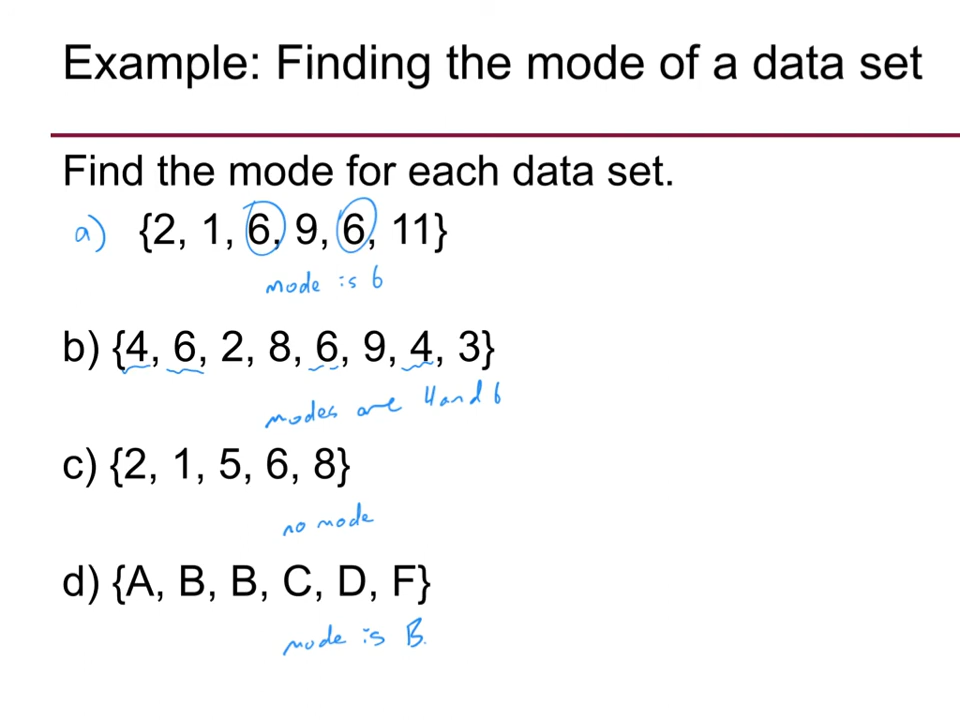 Example: Finding the mode of a data set
Find the mode for each data set.
a) {2, 1, 6, 9, 6, 11}
mode is 6
b) {4, 6, 2, 8, 6, 9, 4, 3}
modes are 4 and 6
c) {2, 1, 5, 6, 8}
no mode
d) {A, B, B, C, D, F}
mode is B.